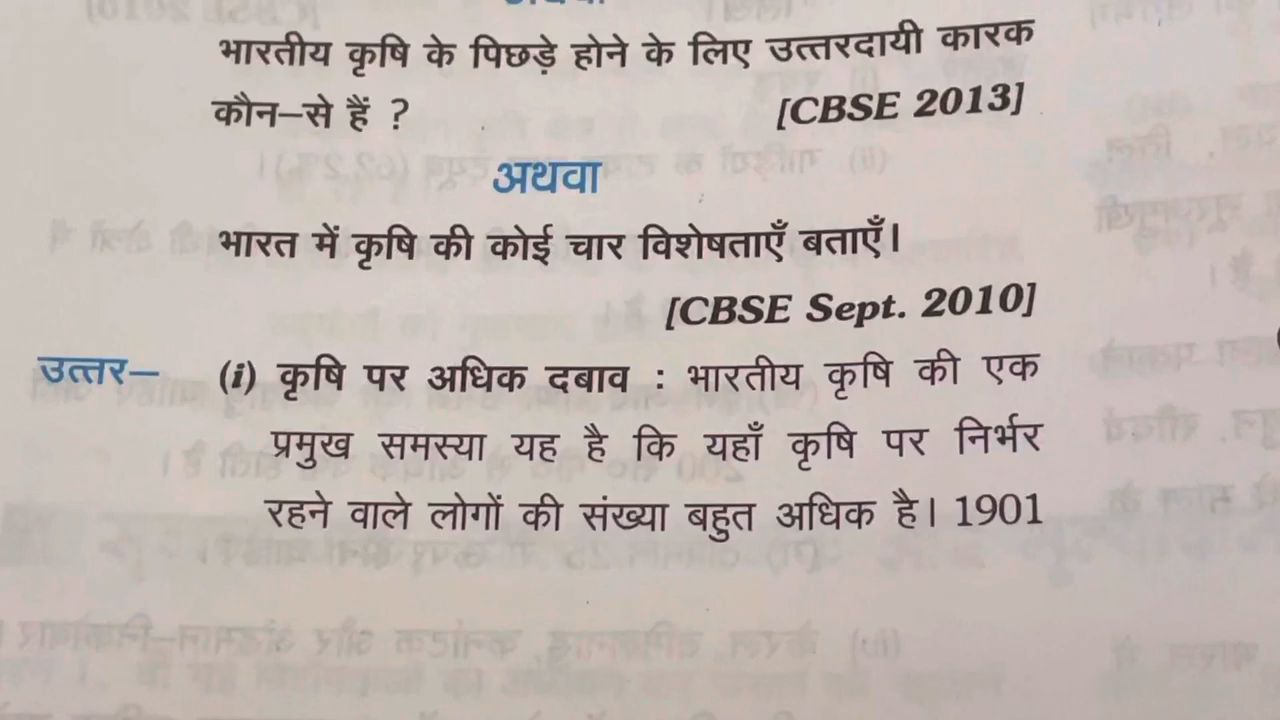 अथवा
भारतीय कृषि के पिछड़े होने के लिए उत्तरदायी कारक
कौन–से हैं ? [CBSE 2013]
अथवा
भारत में कृषि की कोई चार विशेषताएँ बताएँ।
[CBSE Sept. 2010]
उत्तर– (i) कृषि पर अधिक दबाव : भारतीय कृषि की एक
प्रमुख समस्या यह है कि यहाँ कृषि पर निर्भर
रहने वाले लोगों की संख्या बहुत अधिक है। 1901